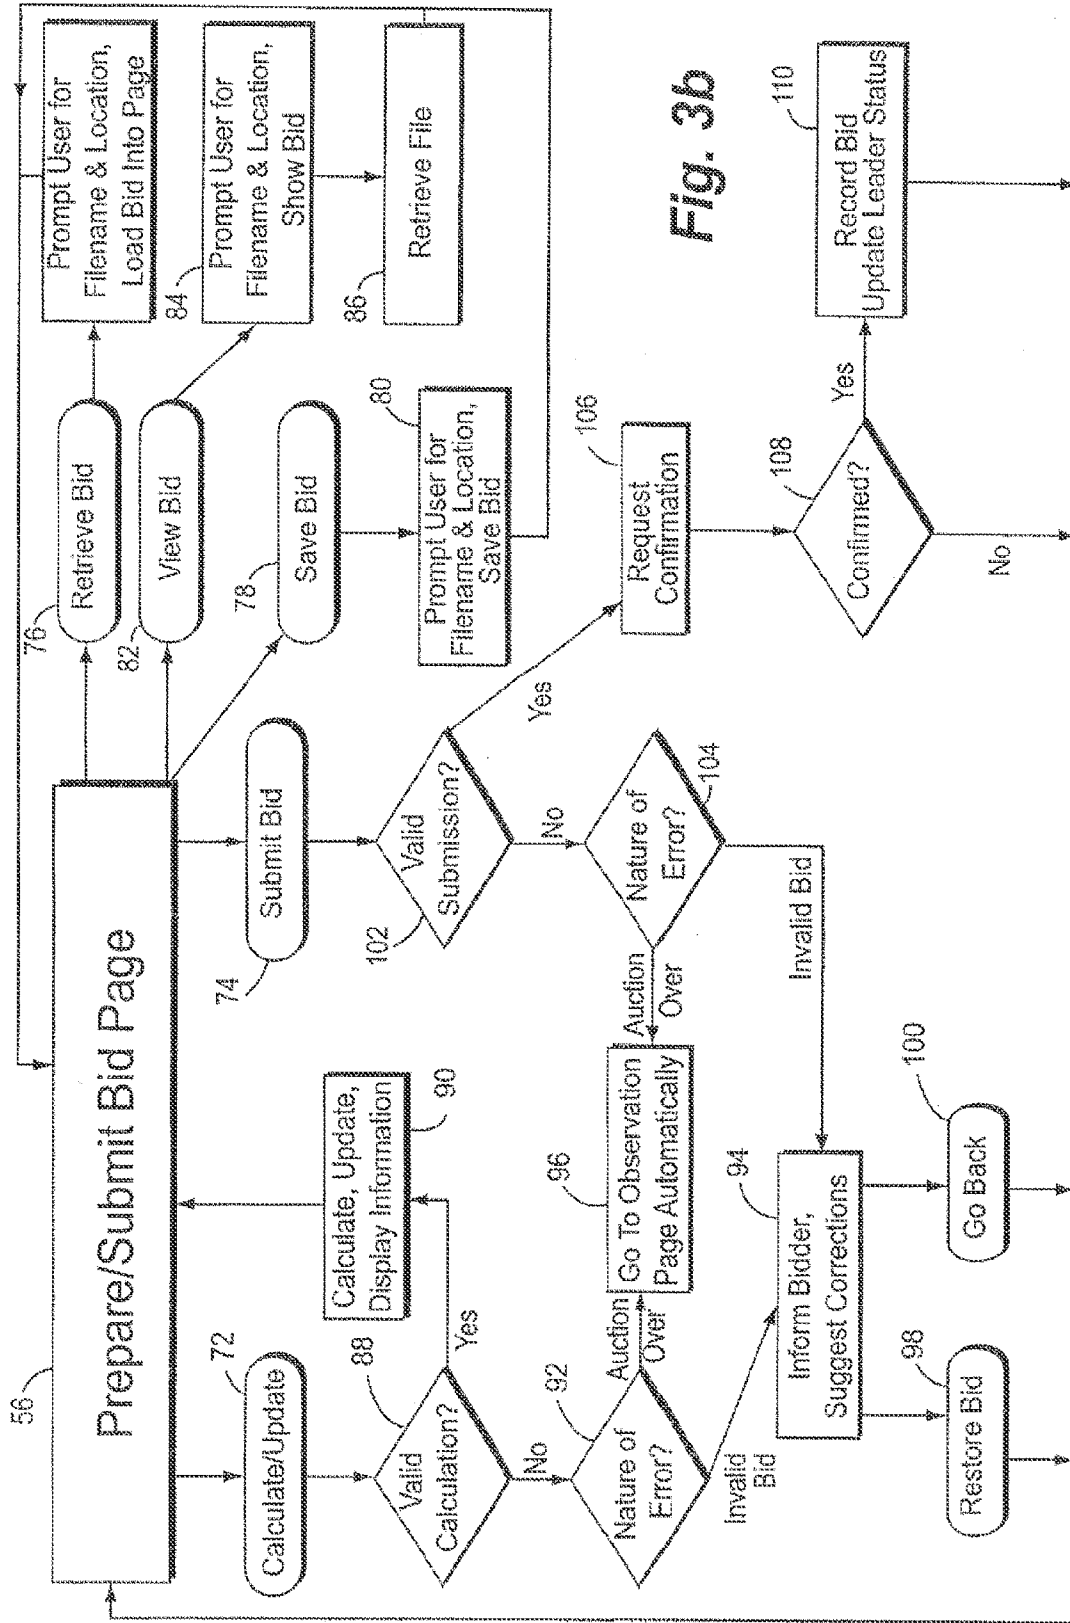 56
Prepare/Submit Bid Page
76
Retrieve Bid
Prompt User for
Filename & Location,
Load Bid Into Page
82
View Bid
84
Prompt User for
Filename & Location,
Show Bid
86
Retrieve File
78
Save Bid
80
Prompt User for
Filename & Location,
Save Bid
72
Calculate/Update
88
Valid
Calculation?
Yes
90
Calculate, Update,
Display Information
No
92
Nature of
Error?
Auction
Over
Invalid
Bid
96
Go To Observation
Page Automatically
74
Submit Bid
102
Valid
Submission?
Yes
No
104
Nature of
Error?
Auction
Over
Invalid Bid
94
Inform Bidder,
Suggest Corrections
98
Restore Bid
100
Go Back
106
Request
Confirmation
108
Confirmed?
Yes
No
110
Record Bid
Update Leader Status
Fig. 3b